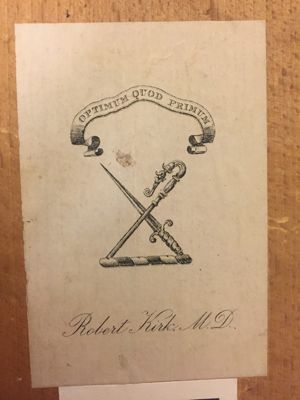 OPTIMUM QUOD PRIMUM
Robert Kirk, M.D.